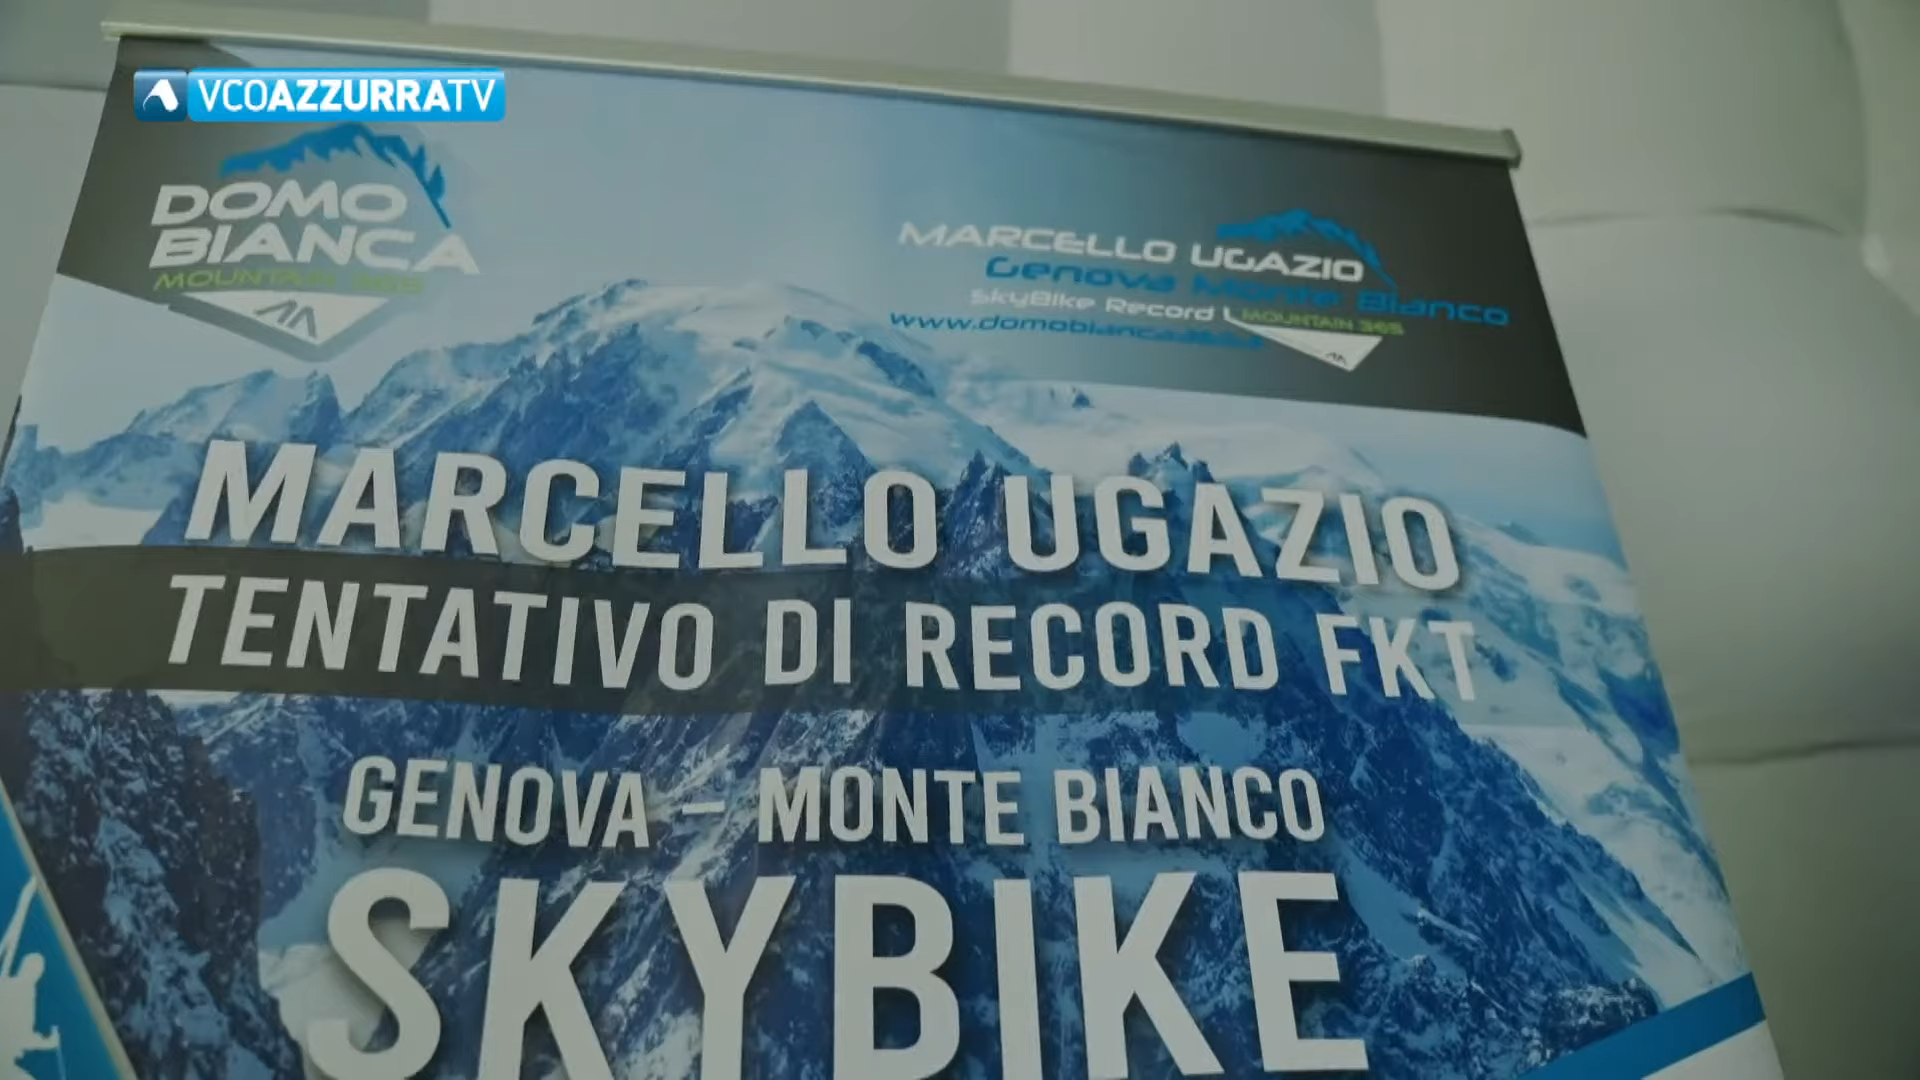 VCOAZZURRATV
DOMO
BIANCA
MOUNTAIN 365
MARCELLO UGAZIO
Genova Monte Bianco
SkyBike Record
MOUNTAIN 365
MARCELLO UGAZIO
TENTATIVO DI RECORD FKT
GENOVA – MONTE BIANCO
SKYBIKE